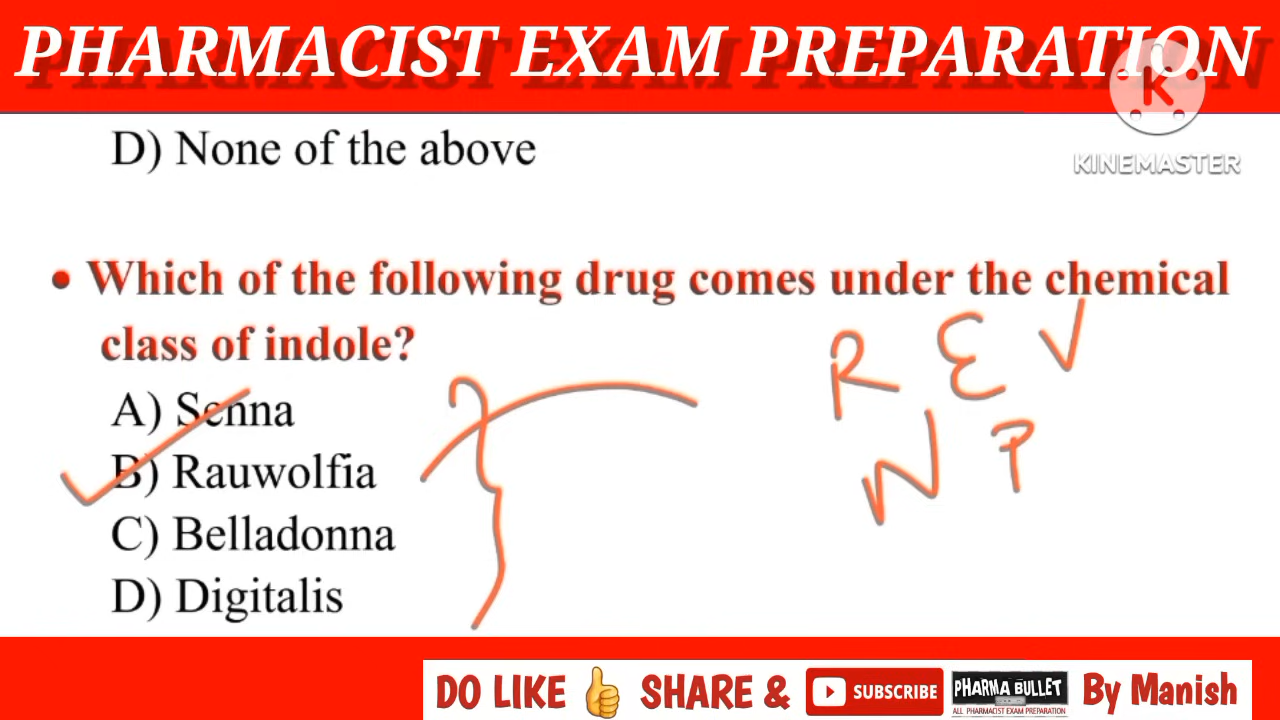 PHARMACIST EXAM PREPARATION
K
KINEMASTER
D) None of the above
• Which of the following drug comes under the chemical
class of indole?
A) Senna
B) Rauwolfia
C) Belladonna
D) Digitalis
R E V
N P
DO LIKE 👍 SHARE & SUBSCRIBE PHARMA BULLET By Manish
ALL PHARMACIST EXAM PREPARATION